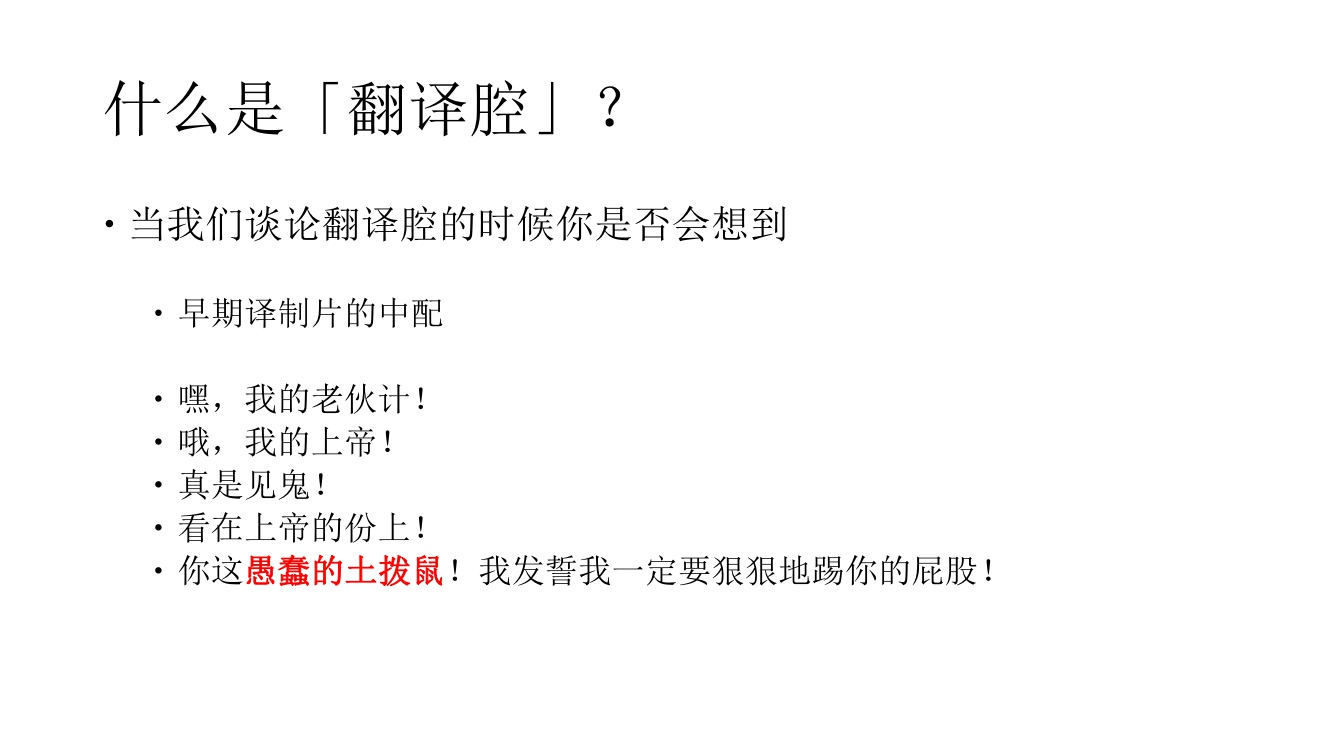 什么是「翻译腔」？
• 当我们谈论翻译腔的时候你是否会想到
• 早期译制片的中配
• 嘿，我的老伙计！
• 哦，我的上帝！
• 真是见鬼！
• 看在上帝的份上！
• 你这愚蠢的土拨鼠！我发誓我一定要狠狠地踢你的屁股！